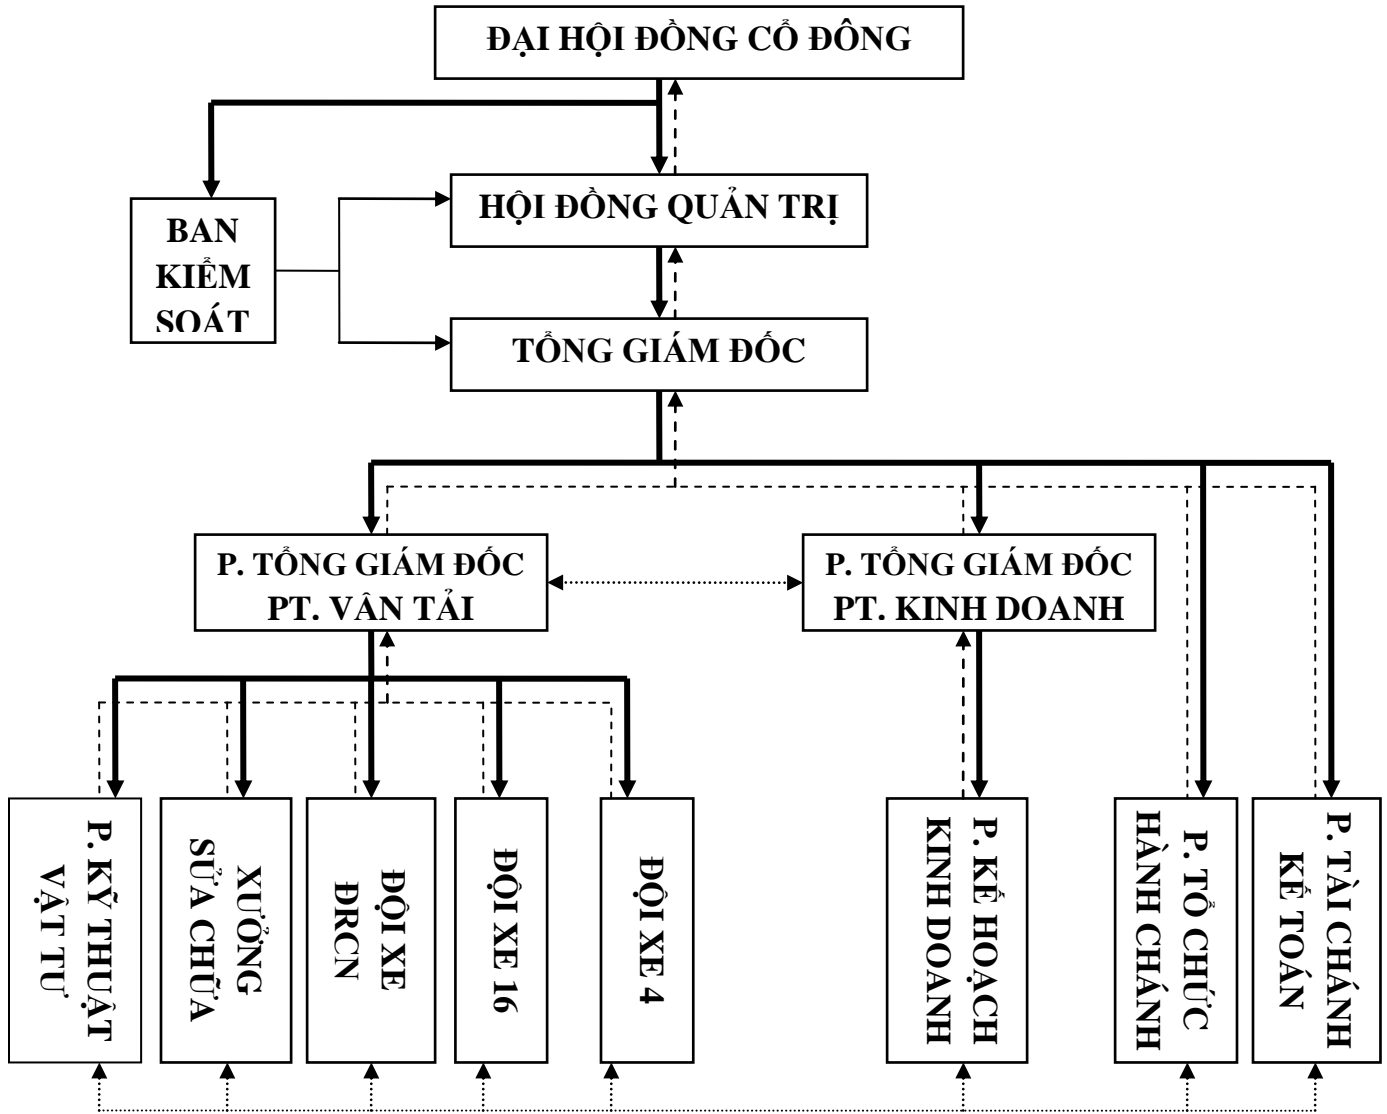 ĐẠI HỘI ĐỒNG CỔ ĐÔNG
HỘI ĐỒNG QUẢN TRỊ
BAN
KIỂM
SOÁT
TỔNG GIÁM ĐỐC
P. TỔNG GIÁM ĐỐC
PT. VẬN TẢI
P. TỔNG GIÁM ĐỐC
PT. KINH DOANH
P. KỸ THUẬT
VẬT TƯ
XƯỞNG
SỬA CHỮA
ĐỘI XE
ĐRCN
ĐỘI XE 16
ĐỘI XE 4
P. KẾ HOẠCH
KINH DOANH
P. TỔ CHỨC
HÀNH CHÁNH
P. TÀI CHÁNH
KẾ TOÁN